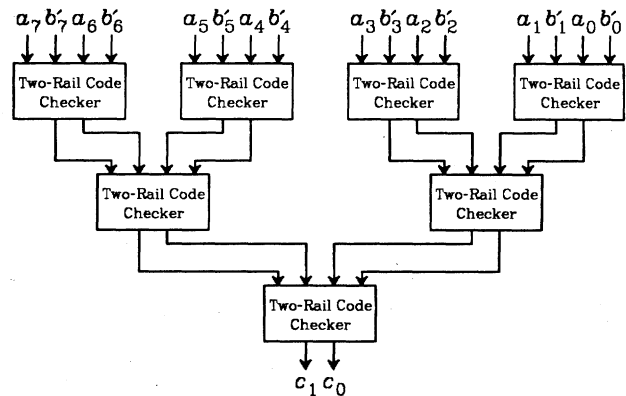 a₇ b′₇ a₆ b′₆
a₅ b′₅ a₄ b′₄
a₃ b′₃ a₂ b′₂
a₁ b′₁ a₀ b′₀
Two-Rail Code
Checker
Two-Rail Code
Checker
Two-Rail Code
Checker
Two-Rail Code
Checker
Two-Rail Code
Checker
Two-Rail Code
Checker
Two-Rail Code
Checker
c₁ c₀